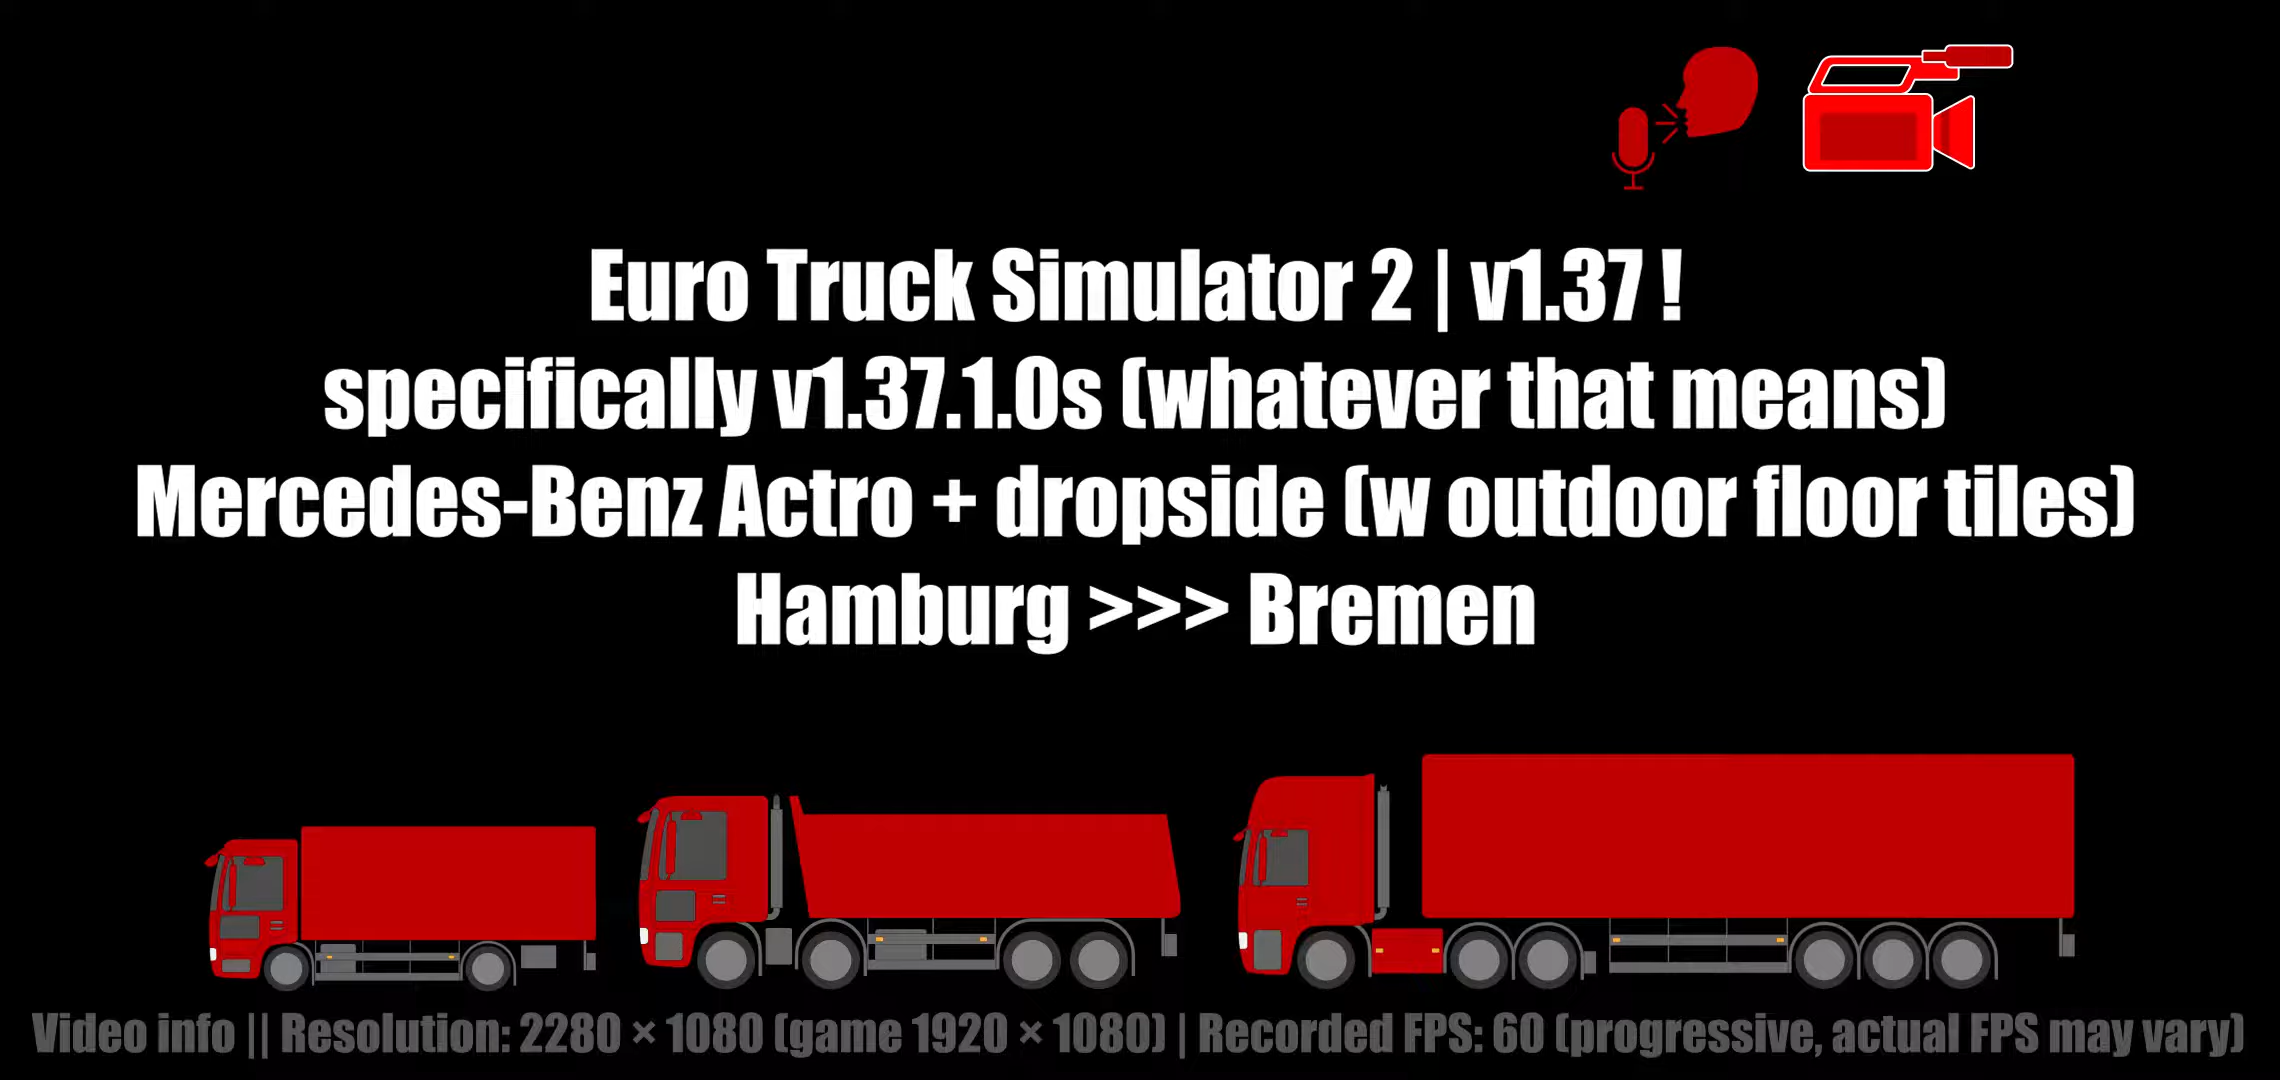 Euro Truck Simulator 2 | v1.37 !
specifically v1.37.1.0s (whatever that means)
Mercedes-Benz Actro + dropside (w outdoor floor tiles)
Hamburg >>> Bremen
Video info || Resolution: 2280 × 1080 (game 1920 × 1080) | Recorded FPS: 60 (progressive, actual FPS may vary)